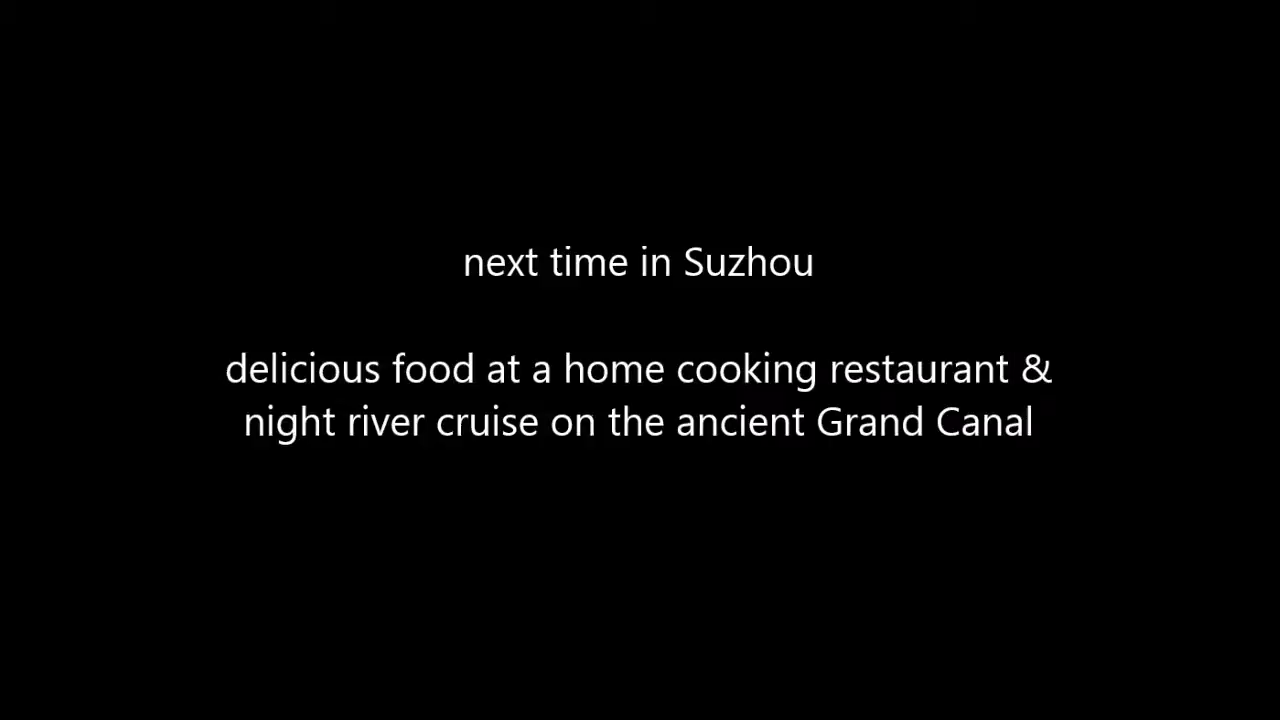 next time in Suzhou
delicious food at a home cooking restaurant &
night river cruise on the ancient Grand Canal